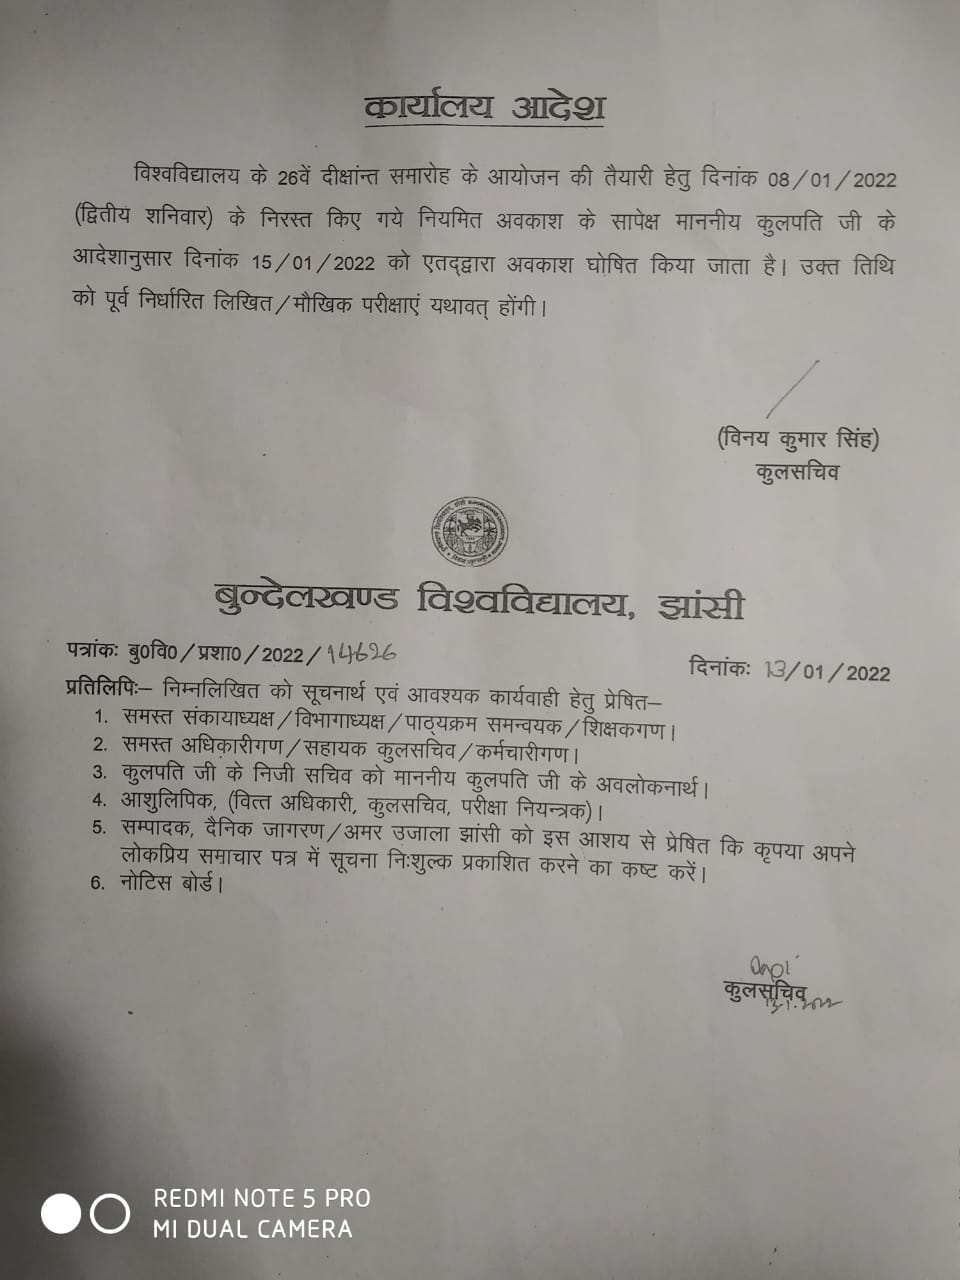 कार्यालय आदेश
विश्वविद्यालय के 26वें दीक्षांन्त समारोह के आयोजन की तैयारी हेतु दिनांक 08/01/2022
(द्वितीय शनिवार) के निरस्त किए गये नियमित अवकाश के सापेक्ष माननीय कुलपति जी के
आदेशानुसार दिनांक 15/01/2022 को एतद्द्वारा अवकाश घोषित किया जाता है। उक्त तिथि
को पूर्व निर्धारित लिखित/मौखिक परीक्षाएं यथावत् होंगी।
(विनय कुमार सिंह)
कुलसचिव
बुन्देलखण्ड विश्वविद्यालय, झांसी
पत्रांकः बु0वि0/प्रशा0/2022/14626
दिनांकः 13/01/2022
प्रतिलिपिः– निम्नलिखित को सूचनार्थ एवं आवश्यक कार्यवाही हेतु प्रेषित–
1. समस्त संकायाध्यक्ष/विभागाध्यक्ष/पाठ्यक्रम समन्वयक/शिक्षकगण।
2. समस्त अधिकारीगण/सहायक कुलसचिव/कर्मचारीगण।
3. कुलपति जी के निजी सचिव को माननीय कुलपति जी के अवलोकनार्थ।
4. आशुलिपिक, (वित्त अधिकारी, कुलसचिव, परीक्षा नियन्त्रक)।
5. सम्पादक, दैनिक जागरण/अमर उजाला झांसी को इस आशय से प्रेषित कि कृपया अपने
लोकप्रिय समाचार पत्र में सूचना निःशुल्क प्रकाशित करने का कष्ट करें।
6. नोटिस बोर्ड।
कुलसचिव
13.1.2022
REDMI NOTE 5 PRO
MI DUAL CAMERA